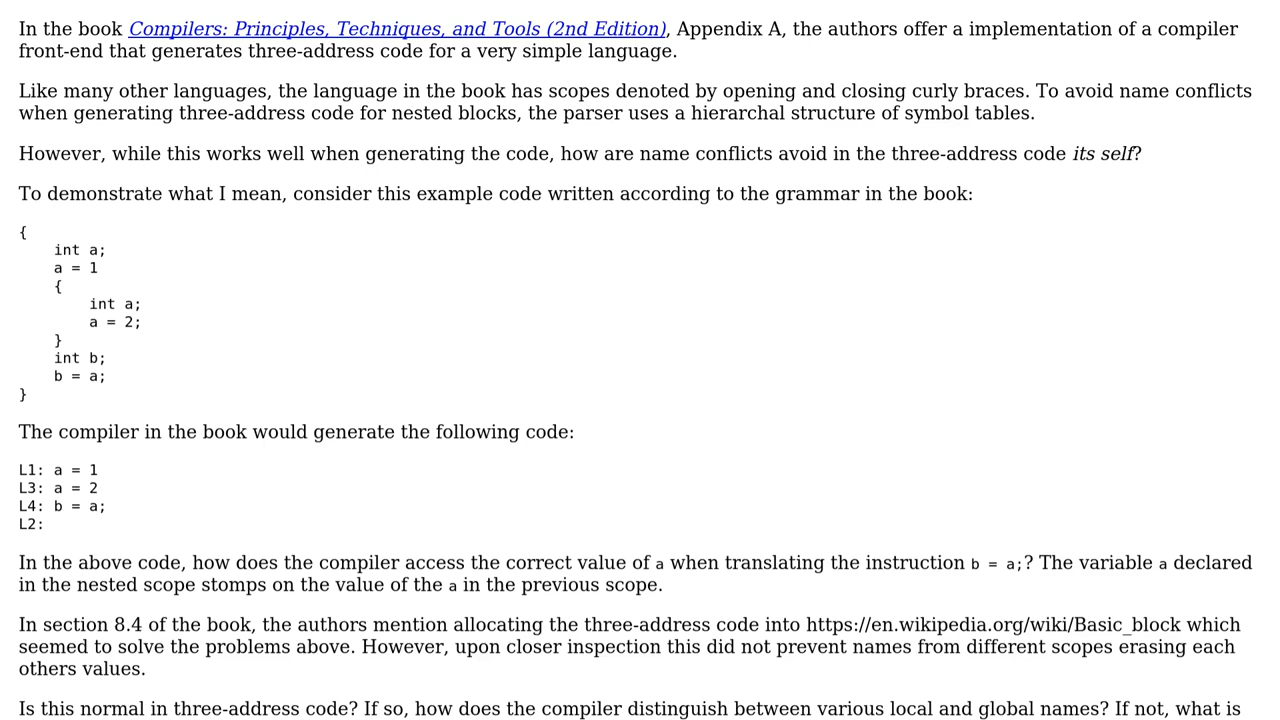 In the book Compilers: Principles, Techniques, and Tools (2nd Edition), Appendix A, the authors offer a implementation of a compiler
front-end that generates three-address code for a very simple language.
Like many other languages, the language in the book has scopes denoted by opening and closing curly braces. To avoid name conflicts
when generating three-address code for nested blocks, the parser uses a hierarchal structure of symbol tables.
However, while this works well when generating the code, how are name conflicts avoid in the three-address code its self?
To demonstrate what I mean, consider this example code written according to the grammar in the book:
{
    int a;
    a = 1
    {
        int a;
        a = 2;
    }
    int b;
    b = a;
}
The compiler in the book would generate the following code:
L1: a = 1
L3: a = 2
L4: b = a;
L2:
In the above code, how does the compiler access the correct value of a when translating the instruction b = a;? The variable a declared
in the nested scope stomps on the value of the a in the previous scope.
In section 8.4 of the book, the authors mention allocating the three-address code into https://en.wikipedia.org/wiki/Basic_block which
seemed to solve the problems above. However, upon closer inspection this did not prevent names from different scopes erasing each
others values.
Is this normal in three-address code? If so, how does the compiler distinguish between various local and global names? If not, what is